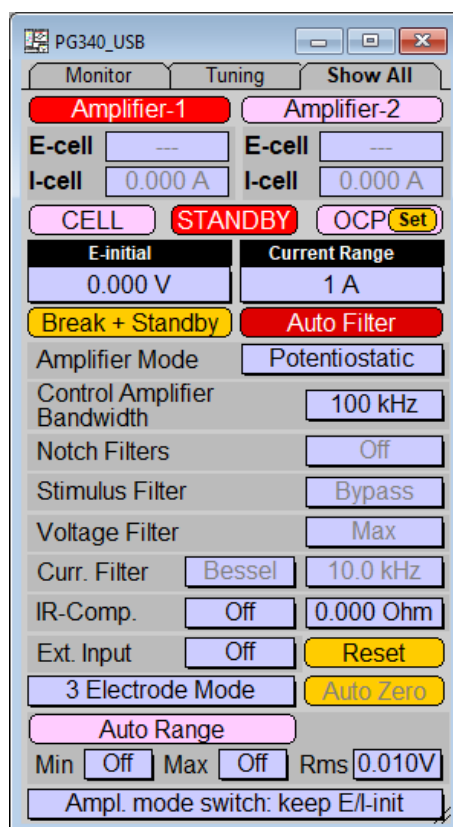 PG340_USB
Monitor Tuning Show All
Amplifier-1 Amplifier-2
E-cell --- E-cell ---
I-cell 0.000 A I-cell 0.000 A
CELL STANDBY OCP Set
E-initial Current Range
0.000 V 1 A
Break + Standby Auto Filter
Amplifier Mode Potentiostatic
Control Amplifier
Bandwidth 100 kHz
Notch Filters Off
Stimulus Filter Bypass
Voltage Filter Max
Curr. Filter Bessel 10.0 kHz
IR-Comp. Off 0.000 Ohm
Ext. Input Off Reset
3 Electrode Mode Auto Zero
Auto Range
Min Off Max Off Rms 0.010V
Ampl. mode switch: keep E/I-init